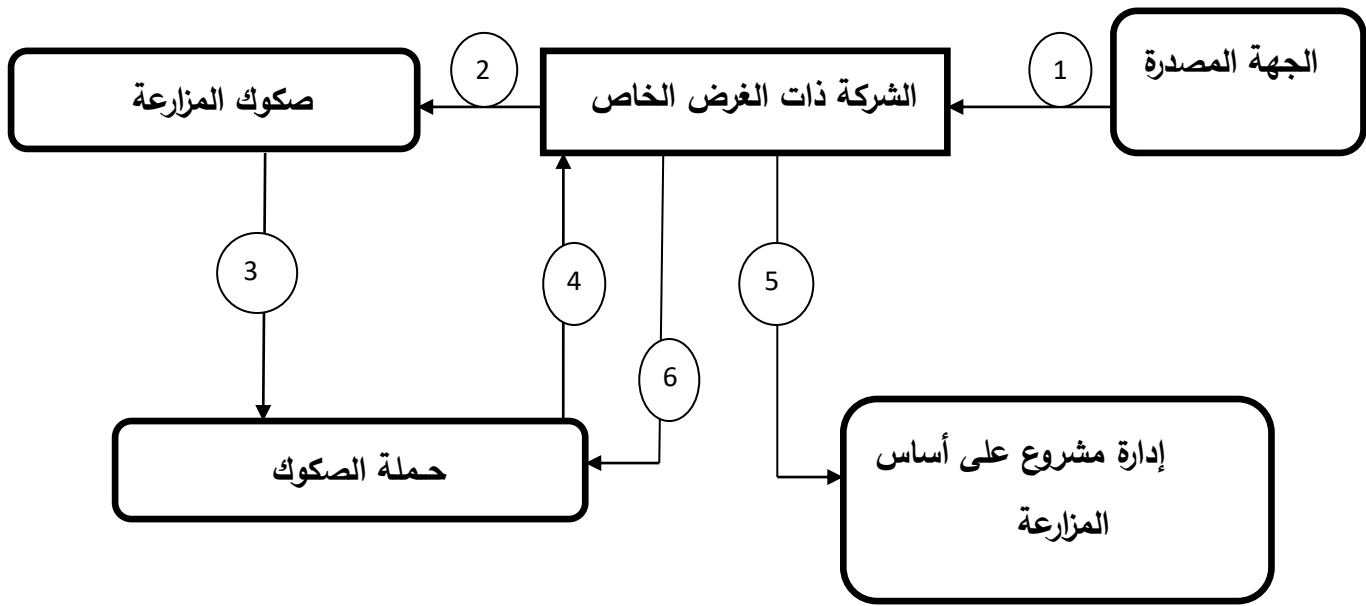 الجهة المصدرة
1
الشركة ذات الغرض الخاص
2
صكوك المزارعة
3
4
5
6
حملة الصكوك
إدارة مشروع على أساس
المزارعة